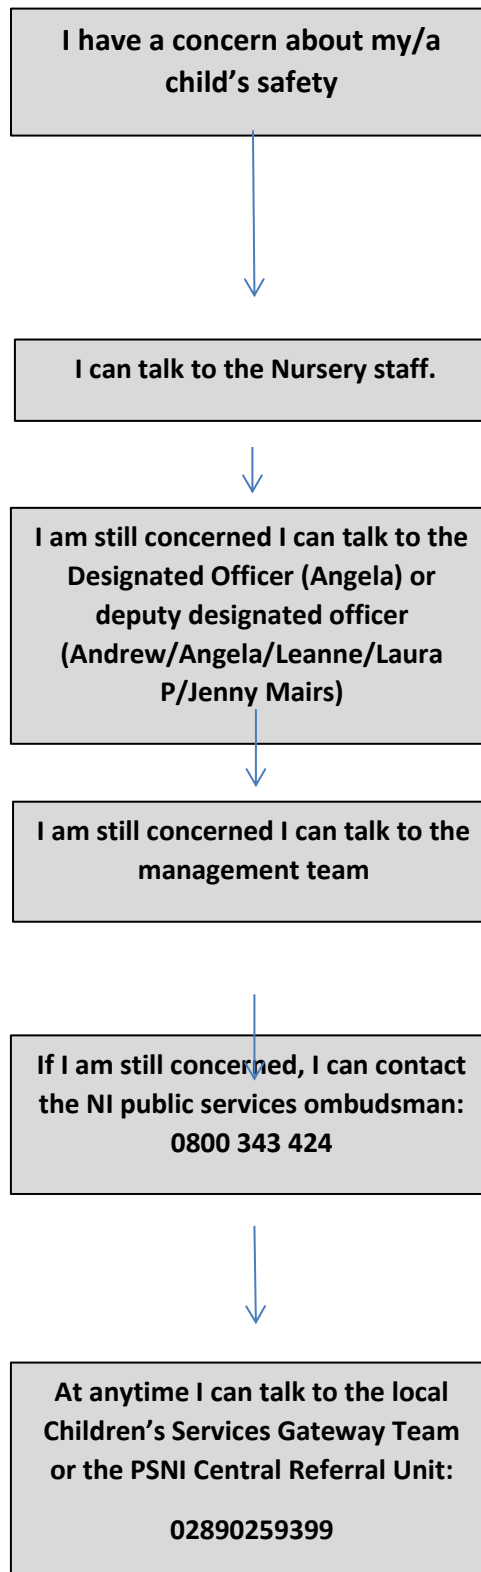 I have a concern about my/a
child’s safety
I can talk to the Nursery staff.
I am still concerned I can talk to the
Designated Officer (Angela) or
deputy designated officer
(Andrew/Angela/Leanne/Laura
P/Jenny Mairs)
I am still concerned I can talk to the
management team
If I am still concerned, I can contact
the NI public services ombudsman:
0800 343 424
At anytime I can talk to the local
Children’s Services Gateway Team
or the PSNI Central Referral Unit:
02890259399